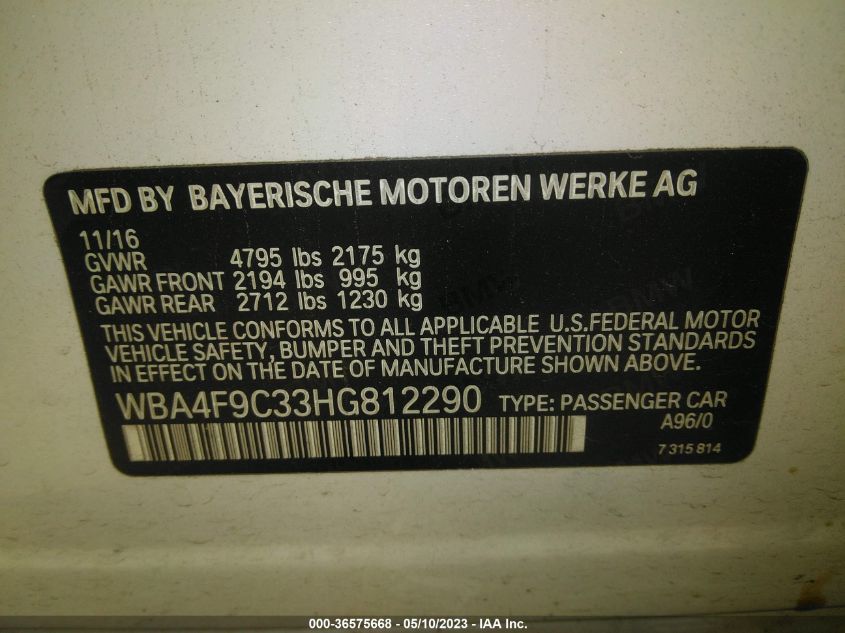 MFD BY BAYERISCHE MOTOREN WERKE AG
11/16
GVWR 4795 lbs 2175 kg
GAWR FRONT 2194 lbs 995 kg
GAWR REAR 2712 lbs 1230 kg
THIS VEHICLE CONFORMS TO ALL APPLICABLE U.S.FEDERAL MOTOR
VEHICLE SAFETY, BUMPER AND THEFT PREVENTION STANDARDS
IN EFFECT ON THE DATE OF MANUFACTURE SHOWN ABOVE.
WBA4F9C33HG812290 TYPE: PASSENGER CAR
A96/0
7 315 814
000-36575668 - 05/10/2023 - IAA Inc.